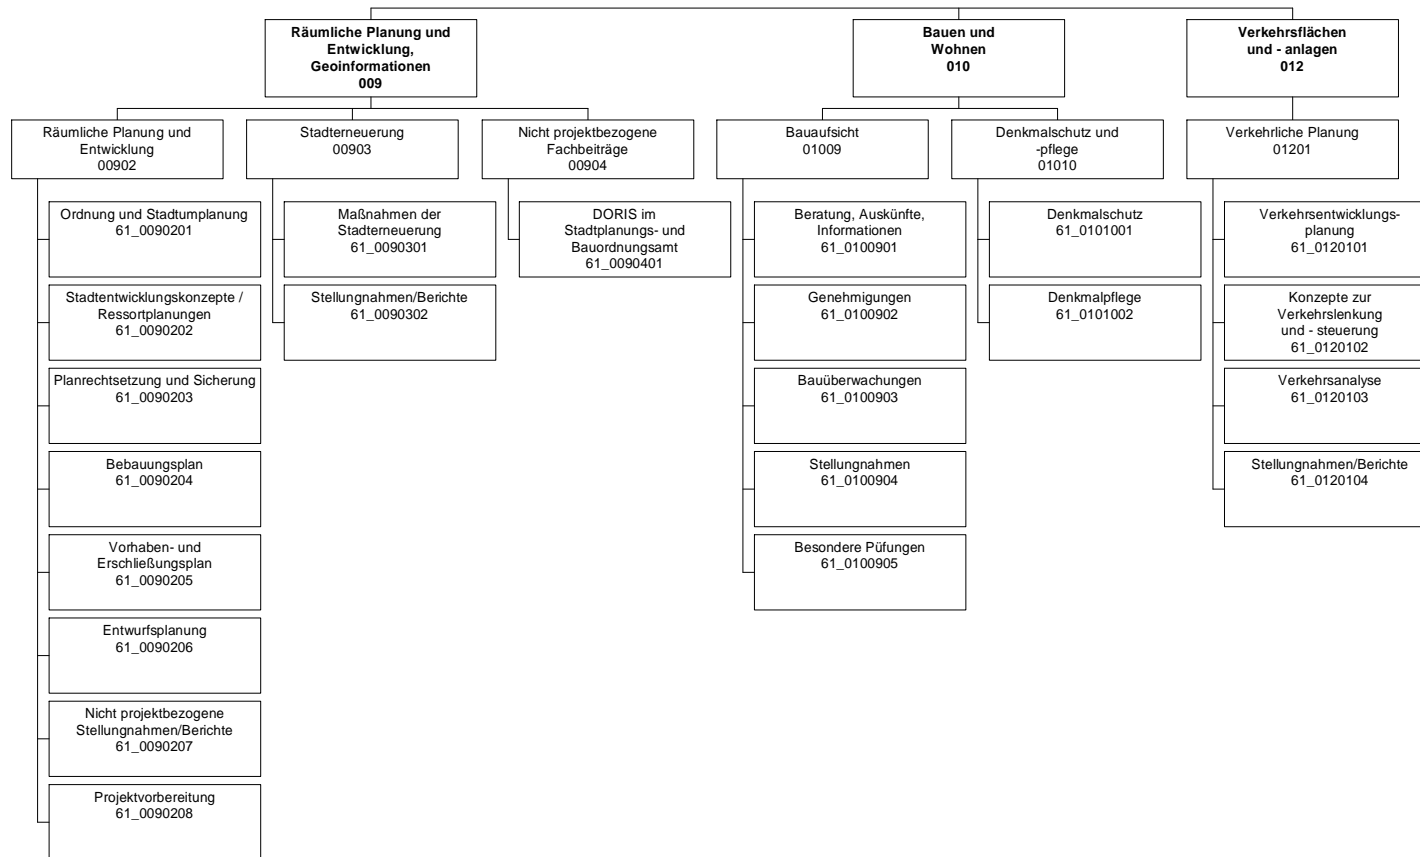 Räumliche Planung und
Entwicklung,
Geoinformationen
009
Bauen und
Wohnen
010
Verkehrsflächen
und - anlagen
012
Räumliche Planung und
Entwicklung
00902
Stadterneuerung
00903
Nicht projektbezogene
Fachbeiträge
00904
Bauaufsicht
01009
Denkmalschutz und
-pflege
01010
Verkehrliche Planung
01201
Ordnung und Stadtumplanung
61_0090201
Stadtentwicklungskonzepte /
Ressortplanungen
61_0090202
Planrechtsetzung und Sicherung
61_0090203
Bebauungsplan
61_0090204
Vorhaben- und
Erschließungsplan
61_0090205
Entwurfsplanung
61_0090206
Nicht projektbezogene
Stellungnahmen/Berichte
61_0090207
Projektvorbereitung
61_0090208
Maßnahmen der
Stadterneuerung
61_0090301
Stellungnahmen/Berichte
61_0090302
DORIS im
Stadtplanungs- und
Bauordnungsamt
61_0090401
Beratung, Auskünfte,
Informationen
61_0100901
Genehmigungen
61_0100902
Bauüberwachungen
61_0100903
Stellungnahmen
61_0100904
Besondere Püfungen
61_0100905
Denkmalschutz
61_0101001
Denkmalpflege
61_0101002
Verkehrsentwicklungs-
planung
61_0120101
Konzepte zur
Verkehrslenkung
und - steuerung
61_0120102
Verkehrsanalyse
61_0120103
Stellungnahmen/Berichte
61_0120104